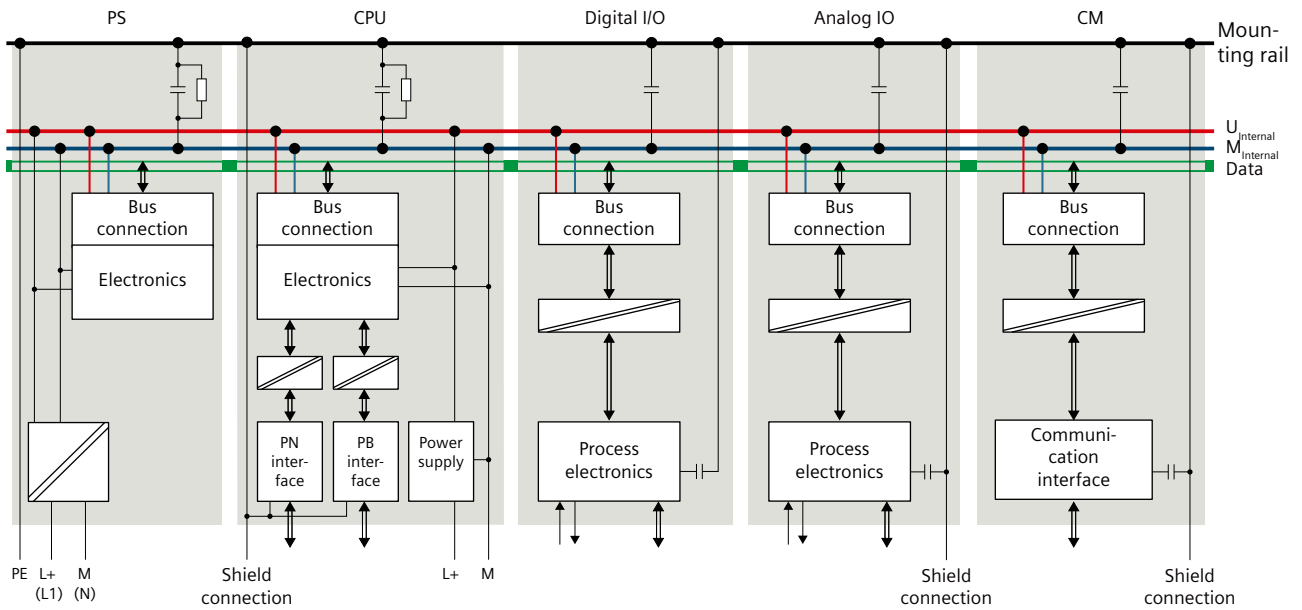 PS
CPU
Digital I/O
Analog IO
CM
Moun-
ting rail
U Internal
M Internal
Data
Bus
connection
Electronics
Bus
connection
Electronics
Bus
connection
Bus
connection
Bus
connection
PN
inter-
face
PB
inter-
face
Power
supply
Process
electronics
Process
electronics
Communi-
cation
interface
PE
L+
(L1)
M
(N)
Shield
connection
L+
M
Shield
connection
Shield
connection